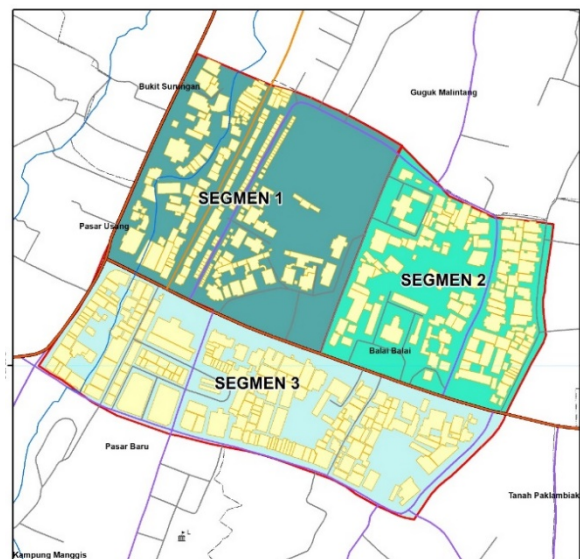 Bukit Surungan
Guguk Malintang
SEGMEN 1
Pasar Usang
SEGMEN 2
Balai Balai
SEGMEN 3
Pasar Baru
Tanah Paklambiak
Kampung Manggis